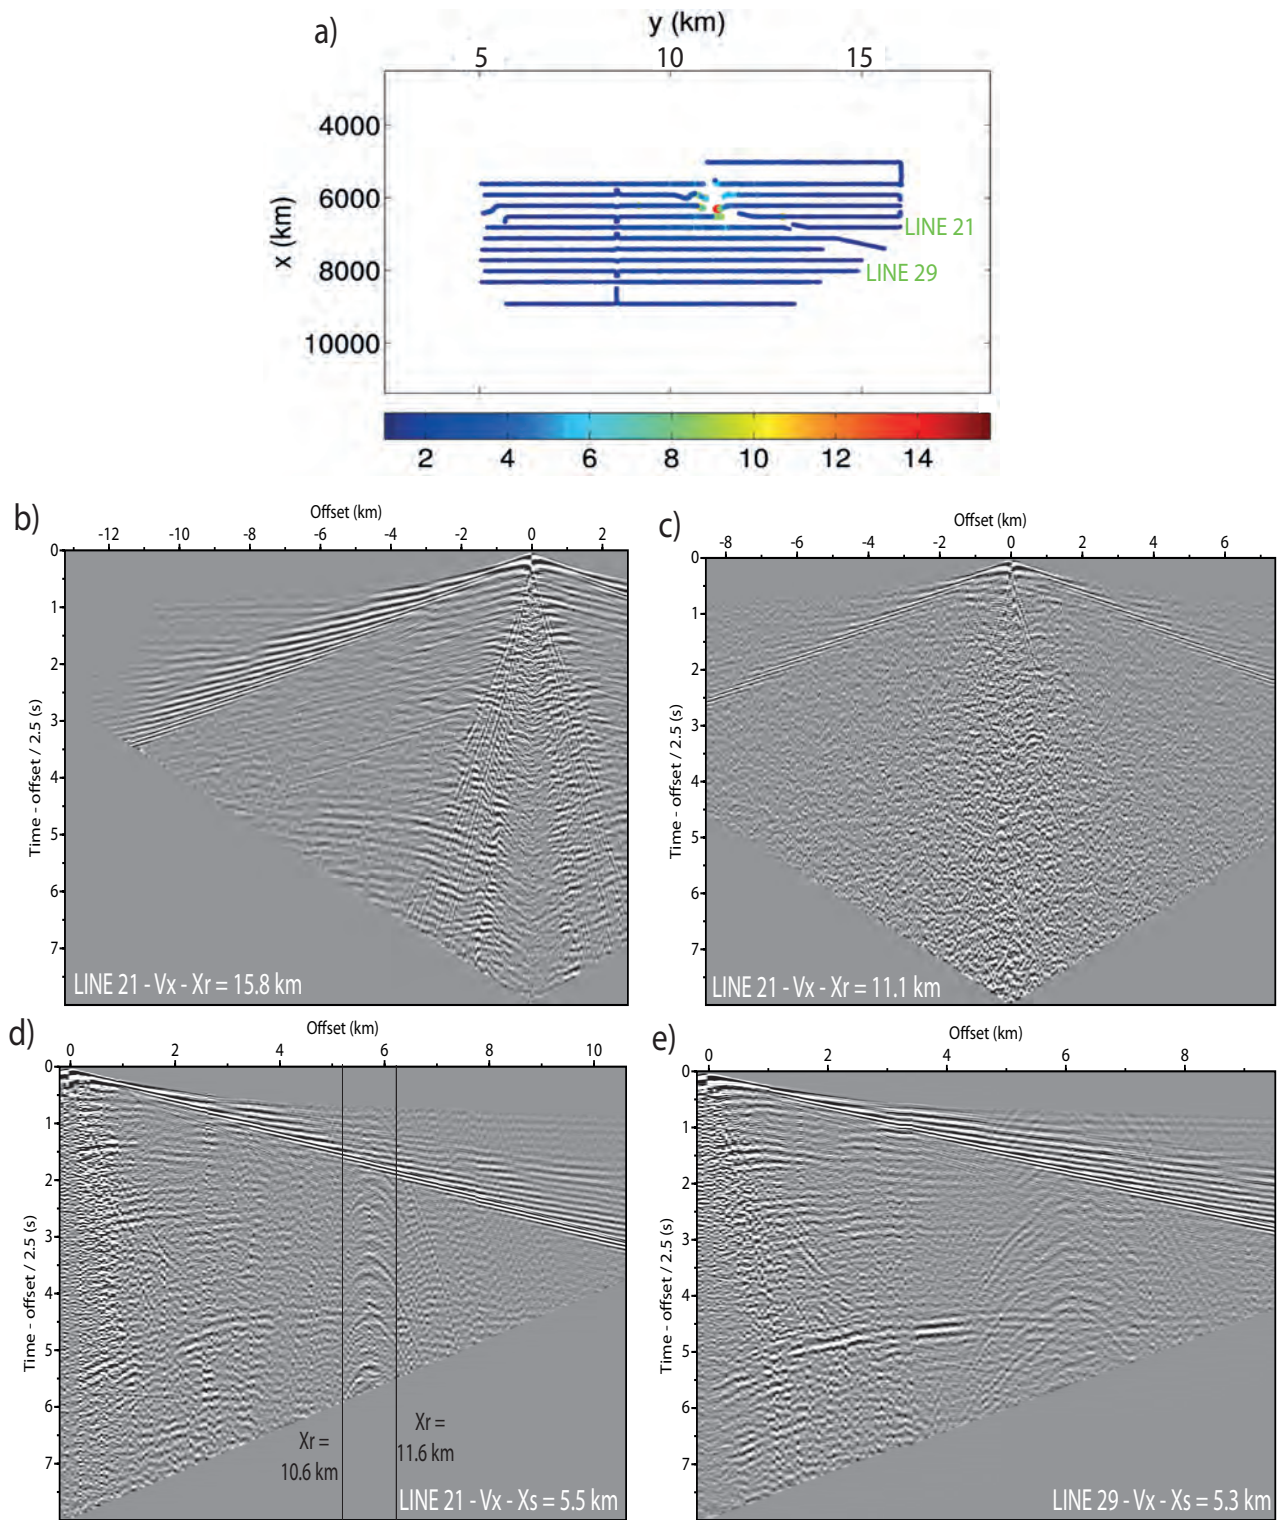 a)
y (km)
5 10 15
x (km)
4000
6000
8000
10000
LINE 21
LINE 29
2 4 6 8 10 12 14
b)
Offset (km)
-12 -10 -8 -6 -4 -2 0 2
Time - offset / 2.5 (s)
0
1
2
3
4
5
6
7
LINE 21 - Vx - Xr = 15.8 km
c)
Offset (km)
-8 -6 -4 -2 0 2 4 6
Time - offset / 2.5 (s)
0
1
2
3
4
5
6
7
LINE 21 - Vx - Xr = 11.1 km
d)
Offset (km)
0 2 4 6 8 10
Time - offset / 2.5 (s)
0
1
2
3
4
5
6
7
Xr =
10.6 km
Xr =
11.6 km
LINE 21 - Vx - Xs = 5.5 km
e)
Offset (km)
0 2 4 6 8
Time - offset / 2.5 (s)
0
1
2
3
4
5
6
7
LINE 29 - Vx - Xs = 5.3 km